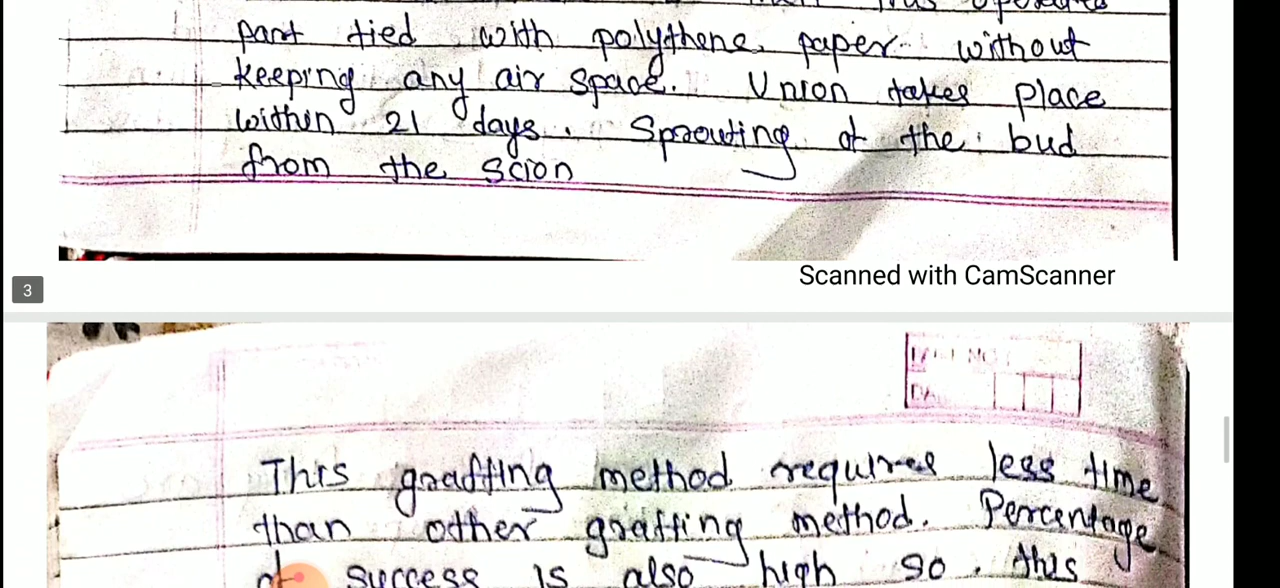 part tied with polythene paper without
keeping any air space. Union takes place
within 21 days. Sprouting of the bud
from the scion
Scanned with CamScanner
3
This grafting method requires less time
than other grafting method. Percentage
of success is also high so this